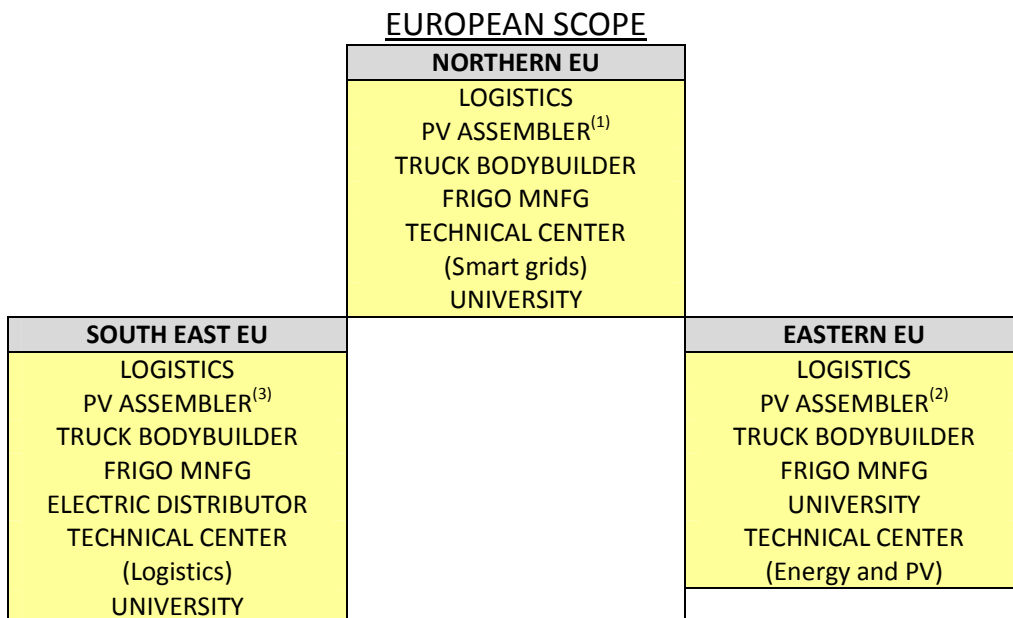 EUROPEAN SCOPE
NORTHERN EU
LOGISTICS
PV ASSEMBLER(1)
TRUCK BODYBUILDER
FRIGO MNFG
TECHNICAL CENTER
(Smart grids)
UNIVERSITY
SOUTH EAST EU
LOGISTICS
PV ASSEMBLER(3)
TRUCK BODYBUILDER
FRIGO MNFG
ELECTRIC DISTRIBUTOR
TECHNICAL CENTER
(Logistics)
UNIVERSITY
EASTERN EU
LOGISTICS
PV ASSEMBLER(2)
TRUCK BODYBUILDER
FRIGO MNFG
UNIVERSITY
TECHNICAL CENTER
(Energy and PV)